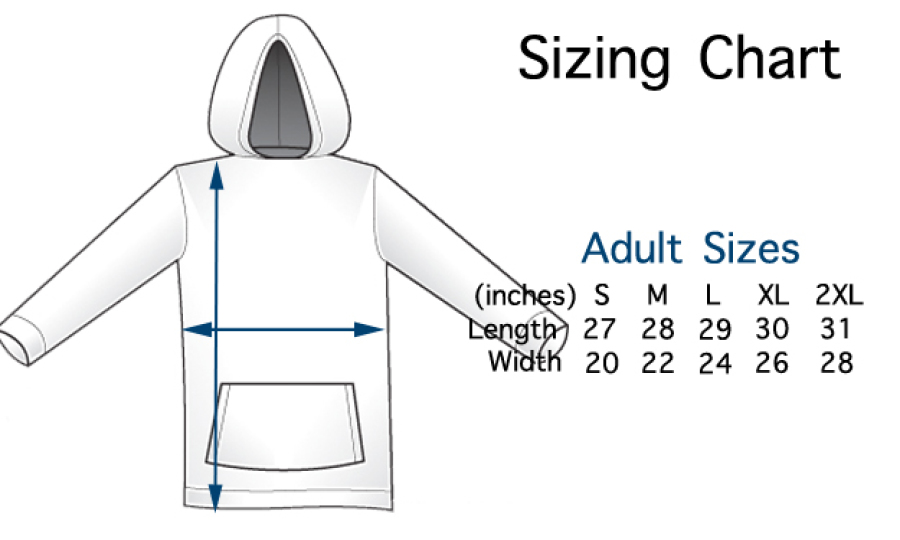 Sizing Chart
Adult Sizes
(inches) S M L XL 2XL
Length 27 28 29 30 31
Width 20 22 24 26 28